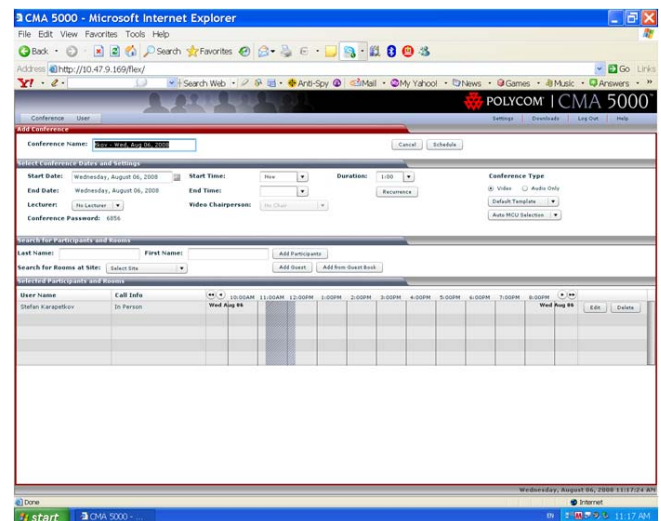 CMA 5000 - Microsoft Internet Explorer
File Edit View Favorites Tools Help
Back Search Favorites
Address http://10.47.9.169/flex/ Go Links
Y! Search Web Anti-Spy Mail My Yahoo! News Games Music Answers »
POLYCOM | CMA 5000
Conference User Settings Downloads Log Out Help
Add Conference
Conference Name: - Wed, Aug 06, 2008 Cancel Schedule
Select Conference Dates and Settings
Start Date: Wednesday, August 06, 2008 Start Time: Now Duration: 1:00 Conference Type
End Date: Wednesday, August 06, 2008 End Time: Recurrence Video Audio Only
Lecturer: No Lecturer Video Chairperson: No Chair Default Template
Conference Password: 6856 Auto MCU Selection
Search for Participants and Rooms
Last Name: First Name: Add Participants
Search for Rooms at Site: Select Site Add Guest Add from Guest Book
Selected Participants and Rooms
User Name Call Info 10:00AM 11:00AM 12:00PM 1:00PM 2:00PM 3:00PM 4:00PM 5:00PM 6:00PM 7:00PM 8:00PM
Stefan Karapetkov In Person Wed Aug 06 Wed Aug 06 Edit Delete
Wednesday, August 06, 2008 11:17:24 AM
Done Internet
start CMA 5000 - ... EN 11:17 AM